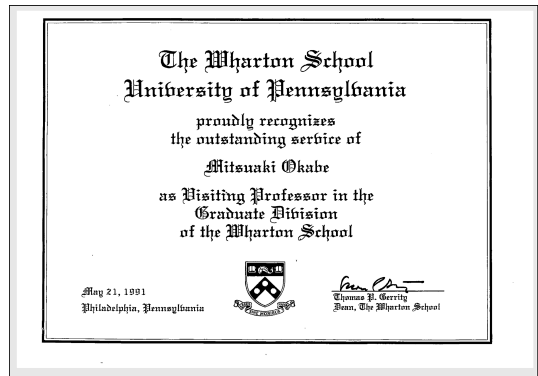 The Wharton School
University of Pennsylvania
proudly recognizes
the outstanding service of
Mitsuaki Okabe
as Visiting Professor in the
Graduate Division
of the Wharton School
May 21, 1991
Philadelphia, Pennsylvania
Thomas P. Gerrity
Dean, The Wharton School